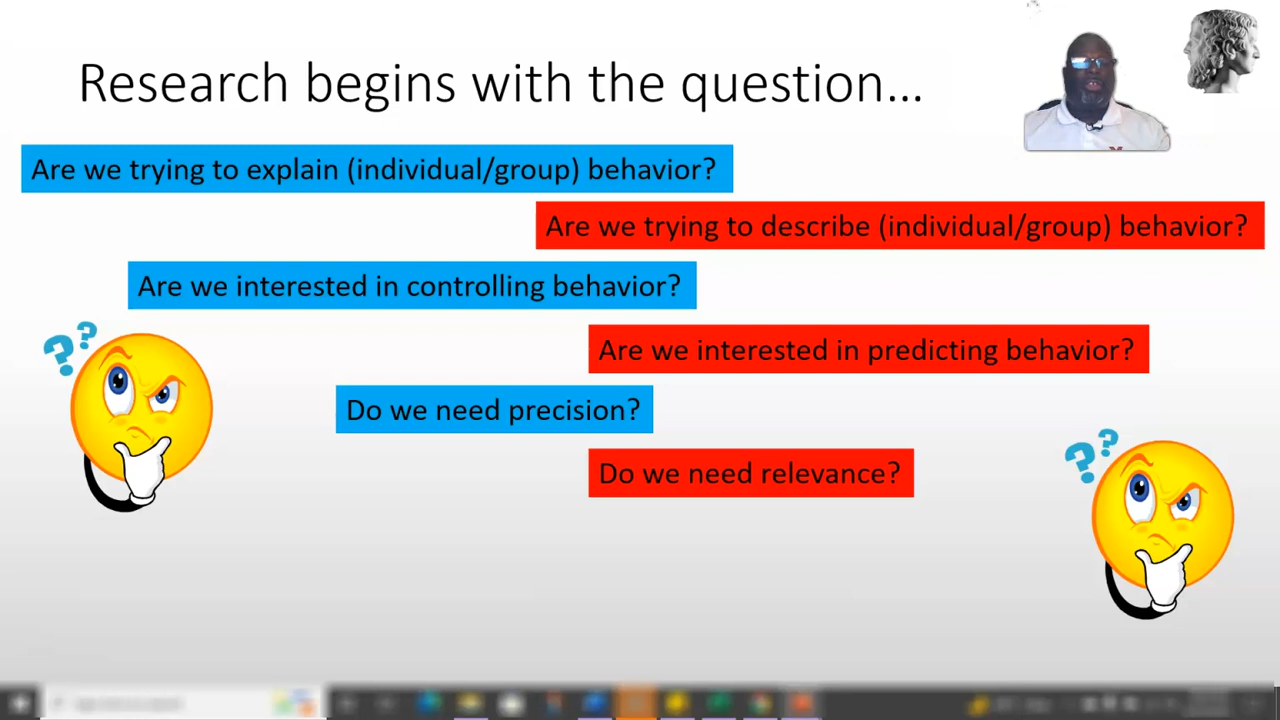 Research begins with the question...
Are we trying to explain (individual/group) behavior?
Are we trying to describe (individual/group) behavior?
Are we interested in controlling behavior?
? ?
Are we interested in predicting behavior?
Do we need precision?
? ?
Do we need relevance?